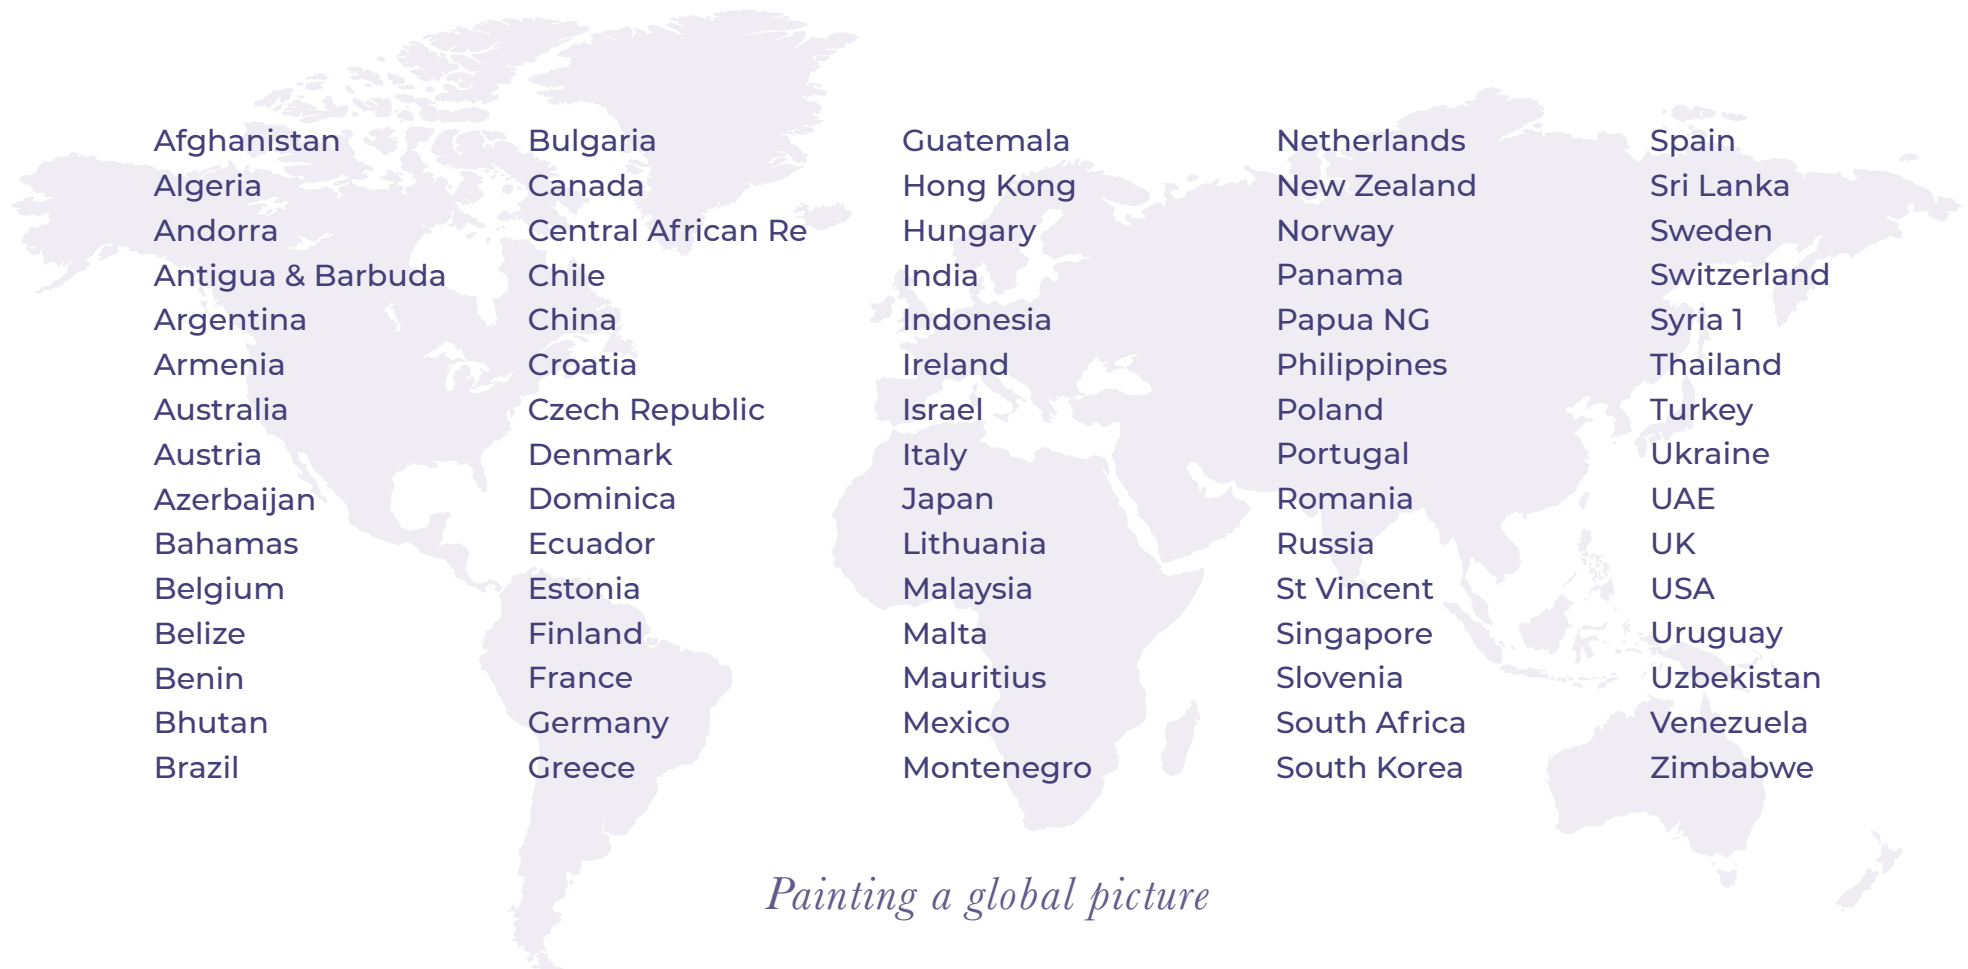 Afghanistan
Algeria
Andorra
Antigua & Barbuda
Argentina
Armenia
Australia
Austria
Azerbaijan
Bahamas
Belgium
Belize
Benin
Bhutan
Brazil
Bulgaria
Canada
Central African Re
Chile
China
Croatia
Czech Republic
Denmark
Dominica
Ecuador
Estonia
Finland
France
Germany
Greece
Guatemala
Hong Kong
Hungary
India
Indonesia
Ireland
Israel
Italy
Japan
Lithuania
Malaysia
Malta
Mauritius
Mexico
Montenegro
Netherlands
New Zealand
Norway
Panama
Papua NG
Philippines
Poland
Portugal
Romania
Russia
St Vincent
Singapore
Slovenia
South Africa
South Korea
Spain
Sri Lanka
Sweden
Switzerland
Syria 1
Thailand
Turkey
Ukraine
UAE
UK
USA
Uruguay
Uzbekistan
Venezuela
Zimbabwe
Painting a global picture